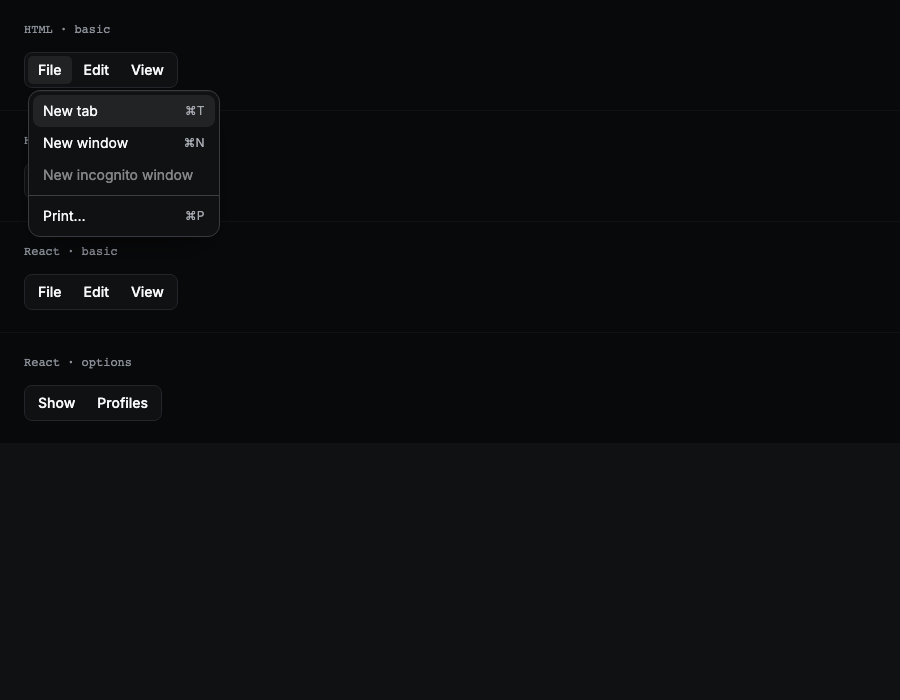 HTML • basic
File Edit View
New tab ⌘T
New window ⌘N
New incognito window
Print... ⌘P
React • basic
File Edit View
React • options
Show Profiles